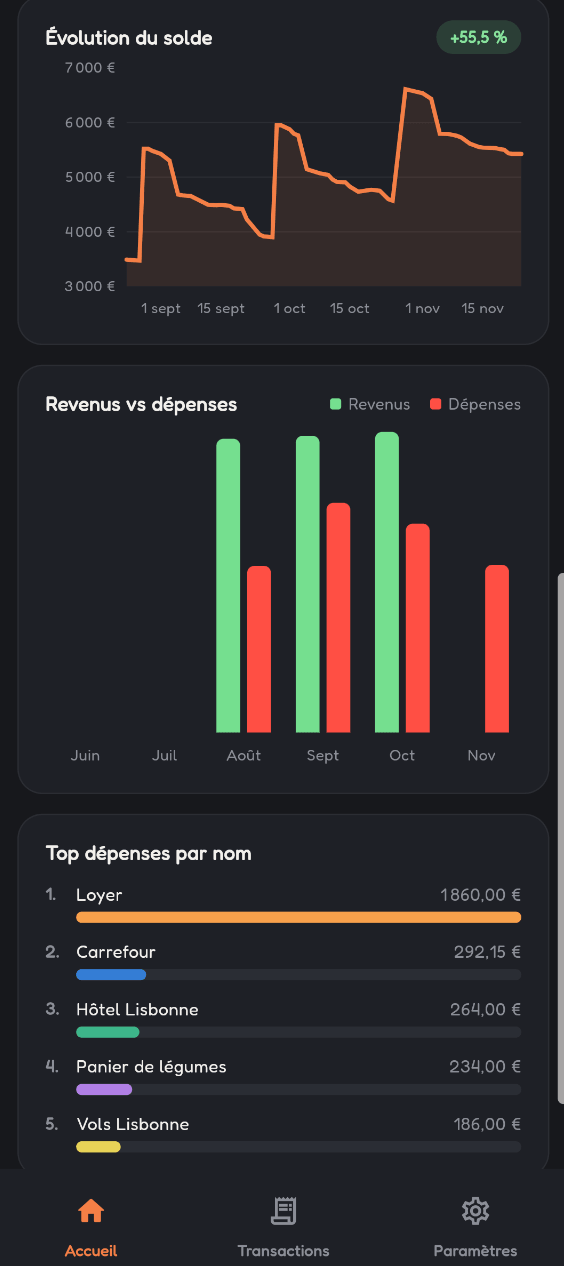 Évolution du solde +55,5 %
7 000 €
6 000 €
5 000 €
4 000 €
3 000 €
1 sept 15 sept 1 oct 15 oct 1 nov 15 nov
Revenus vs dépenses Revenus Dépenses
Juin Juil Août Sept Oct Nov
Top dépenses par nom
1. Loyer 1 860,00 €
2. Carrefour 292,15 €
3. Hôtel Lisbonne 264,00 €
4. Panier de légumes 234,00 €
5. Vols Lisbonne 186,00 €
Accueil Transactions Paramètres